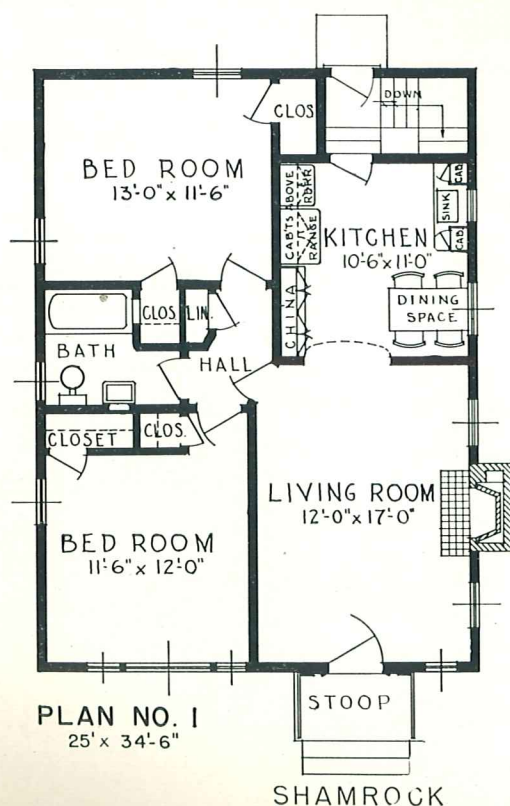 DOWN
CLOS
BED ROOM
13'-0" x 11'-6"
CAB'TS ABOVE
RANGE
REFR
CAB.
SINK
CAB.
KITCHEN
10'-6" x 11'-0"
CHINA
DINING
SPACE
CLOS
LIN.
BATH
HALL
CLOSET
CLOS.
BED ROOM
11'-6" x 12'-0"
LIVING ROOM
12'-0" x 17'-0"
STOOP
PLAN NO. 1
25' x 34'-6"
SHAMROCK